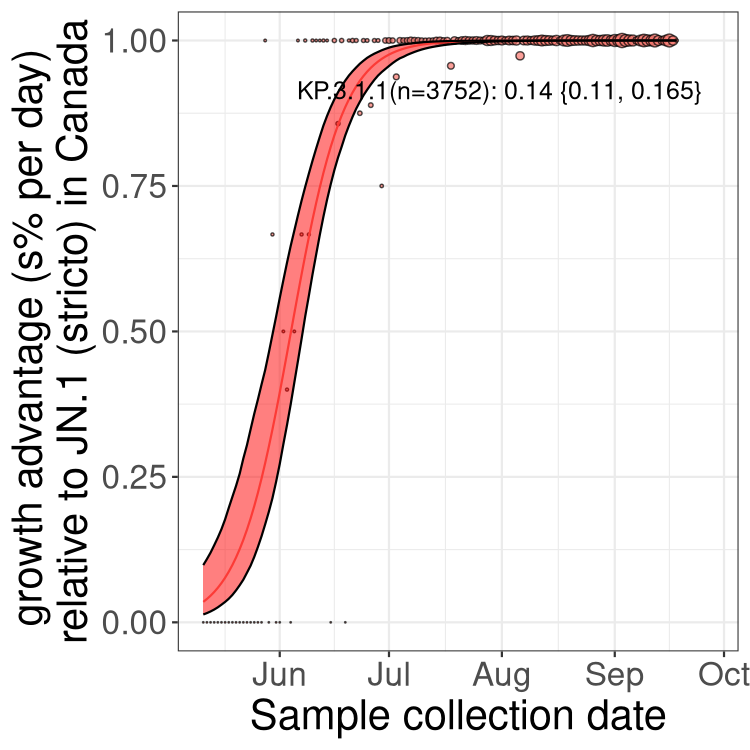 growth advantage (s% per day)
relative to JN.1 (stricto) in Canada
1.00
0.75
0.50
0.25
0.00
KP.3.1.1(n=3752): 0.14 {0.11, 0.165}
Jun Jul Aug Sep Oct
Sample collection date